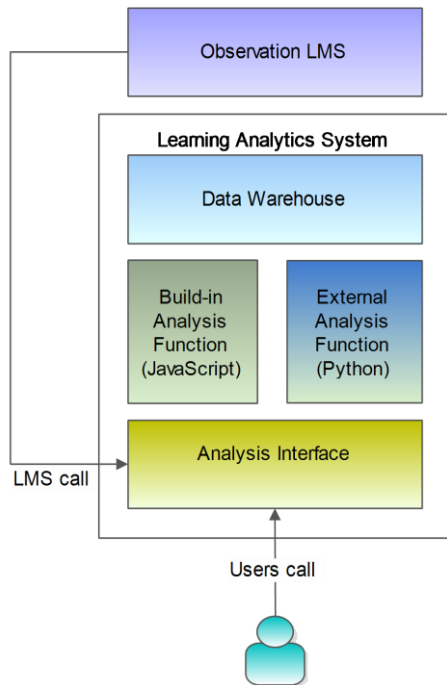 Observation LMS
Learning Analytics System
Data Warehouse
Build-in
Analysis
Function
(JavaScript)
External
Analysis
Function
(Python)
Analysis Interface
LMS call
Users call